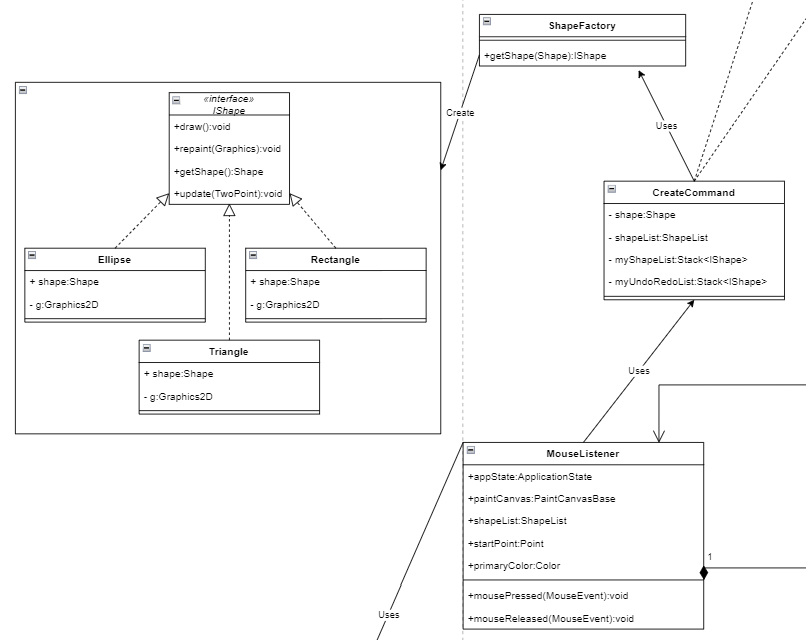 ShapeFactory
+getShape(Shape):IShape
Create
«interface»
IShape
+draw():void
+repaint(Graphics):void
+getShape():Shape
+update(TwoPoint):void
Uses
CreateCommand
- shape:Shape
- shapeList:ShapeList
- myShapeList:Stack<IShape>
- myUndoRedoList:Stack<IShape>
Ellipse
+ shape:Shape
- g:Graphics2D
Rectangle
+ shape:Shape
- g:Graphics2D
Triangle
+ shape:Shape
- g:Graphics2D
Uses
MouseListener
+appState:ApplicationState
+paintCanvas:PaintCanvasBase
+shapeList:ShapeList
+startPoint:Point
+primaryColor:Color
+mousePressed(MouseEvent):void
+mouseReleased(MouseEvent):void
1
Uses